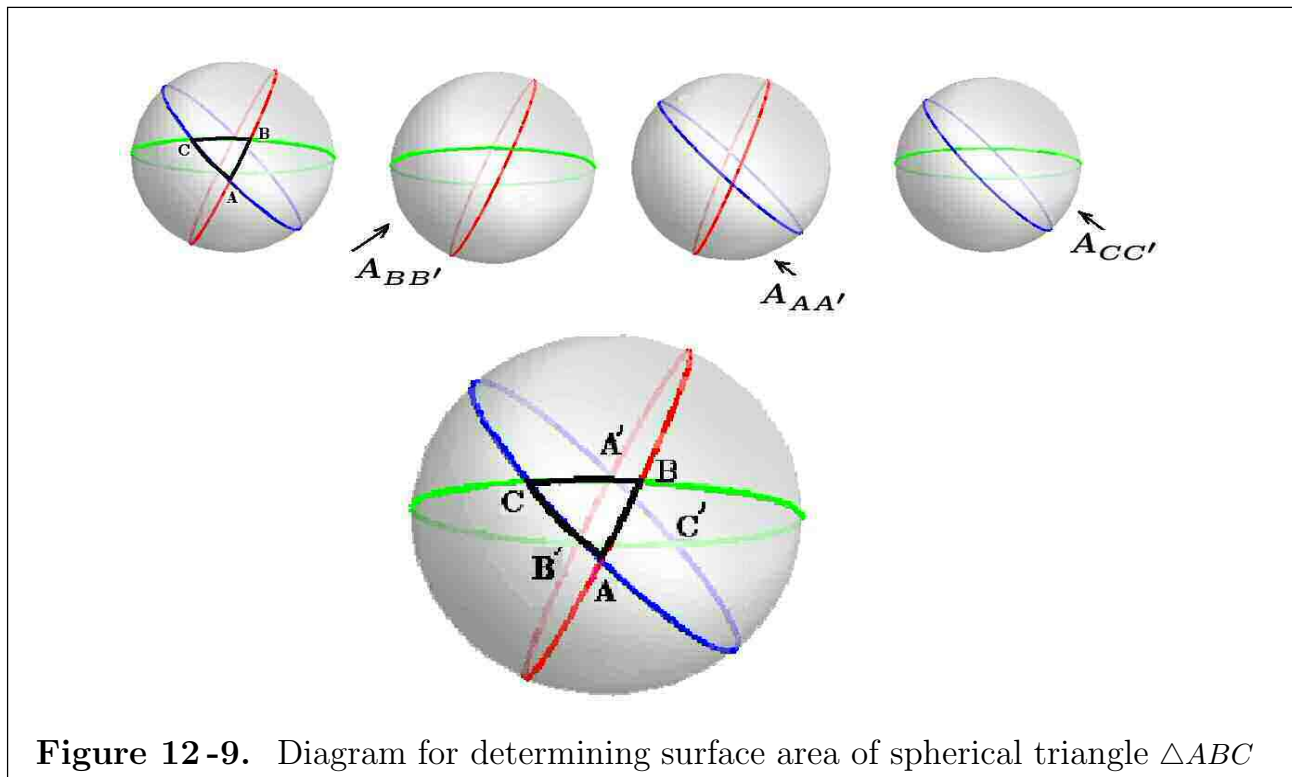 B
C
A
A_{BB'}
A_{AA'}
A_{CC'}
A'
B
C
C'
B'
A
Figure 12-9. Diagram for determining surface area of spherical triangle △ABC